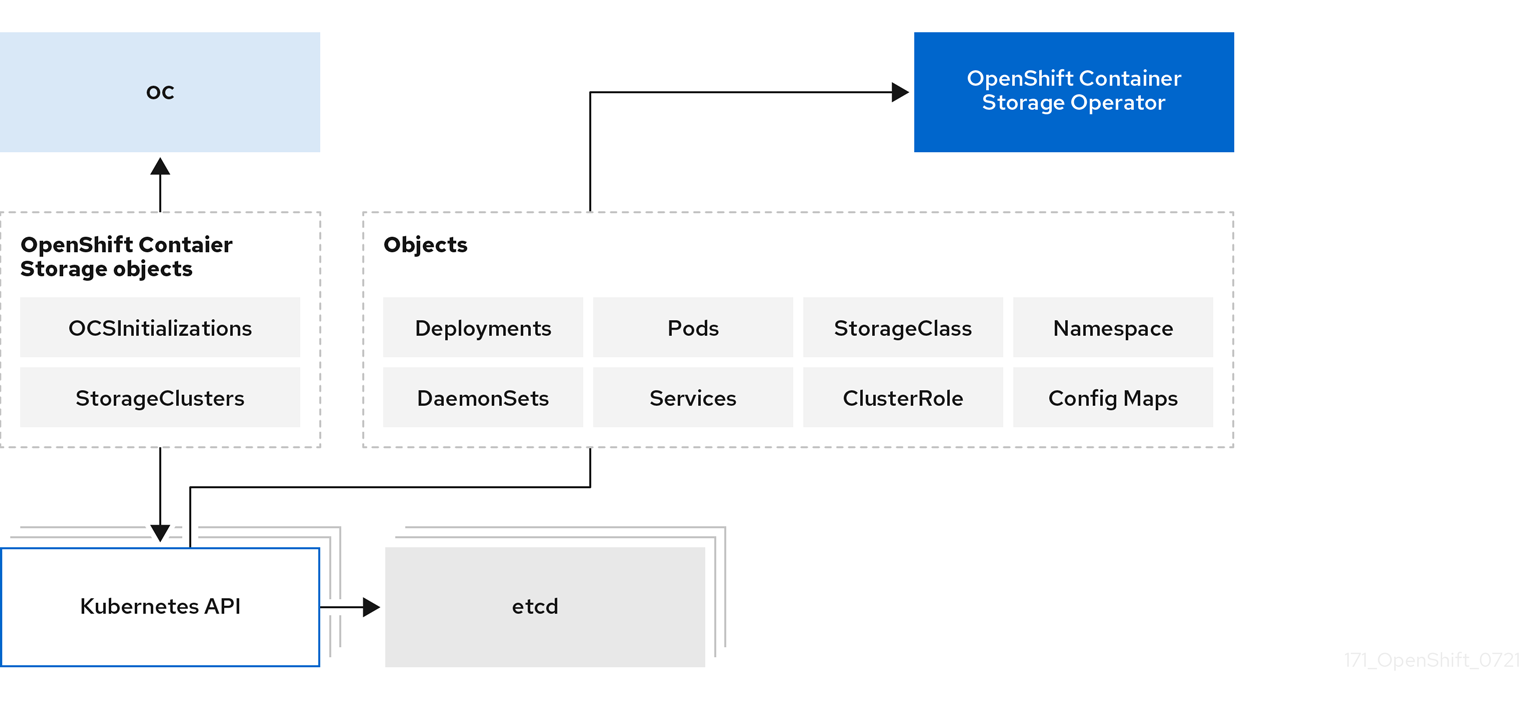 oc
OpenShift Container
Storage Operator
OpenShift Contaier
Storage objects
OCSInitializations
StorageClusters
Objects
Deployments
Pods
StorageClass
Namespace
DaemonSets
Services
ClusterRole
Config Maps
Kubernetes API
etcd
171_OpenShift_0721